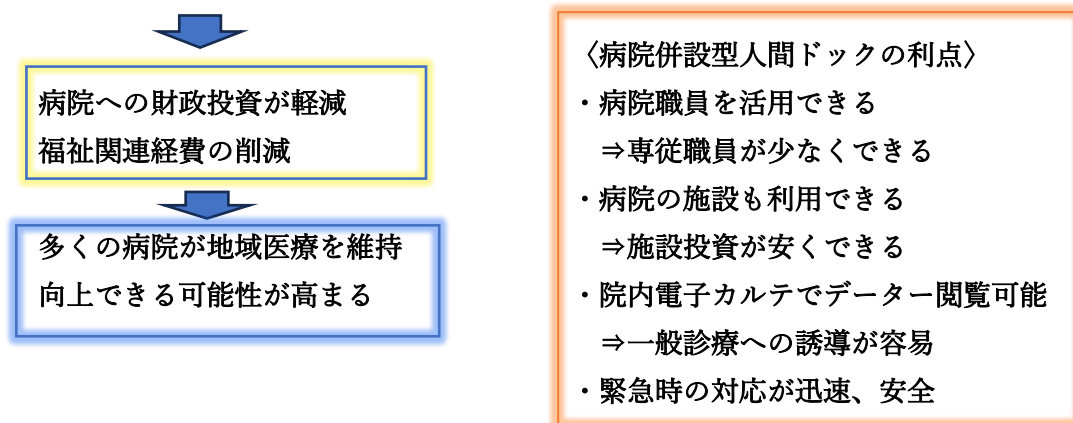 病院への財政投資が軽減
福祉関連経費の削減
多くの病院が地域医療を維持
向上できる可能性が高まる
〈病院併設型人間ドックの利点〉
・病院職員を活用できる
⇒専従職員が少なくできる
・病院の施設も利用できる
⇒施設投資が安くできる
・院内電子カルテでデーター閲覧可能
⇒一般診療への誘導が容易
・緊急時の対応が迅速、安全